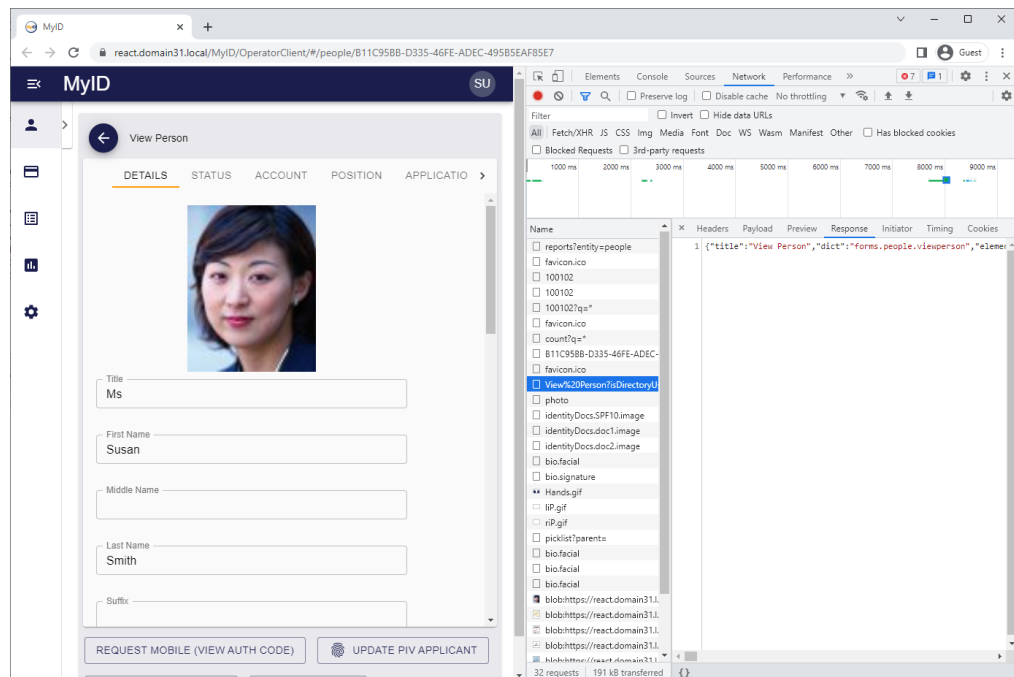 MyID
react.domain31.local/MyID/OperatorClient/#/people/B11C95BB-D335-46FE-ADEC-495B5EAF85E7
Guest
MyID
SU
View Person
DETAILS STATUS ACCOUNT POSITION APPLICATIO
Title
Ms
First Name
Susan
Middle Name
Last Name
Smith
Suffix
REQUEST MOBILE (VIEW AUTH CODE)
UPDATE PIV APPLICANT
Elements Console Sources Network Performance
7
1
Preserve log Disable cache No throttling
Filter
Invert Hide data URLs
All Fetch/XHR JS CSS Img Media Font Doc WS Wasm Manifest Other Has blocked cookies
Blocked Requests 3rd-party requests
1000 ms 2000 ms 3000 ms 4000 ms 5000 ms 6000 ms 7000 ms 8000 ms 9000 ms
Name
Headers Payload Preview Response Initiator Timing Cookies
reports?entity=people
favicon.ico
100102
100102
100102?q=*
favicon.ico
count?q=*
B11C95BB-D335-46FE-ADEC-
favicon.ico
View%20Person?isDirectoryU
photo
identityDocs.SPF10.image
identityDocs.doc1.image
identityDocs.doc2.image
bio.facial
bio.signature
Hands.gif
liP.gif
riP.gif
picklist?parent=
bio.facial
bio.facial
bio.facial
blob:https://react.domain31.l.
blob:https://react.domain31.l.
blob:https://react.domain31.l.
blob:https://react.domain31.l.
blob:https://react.domain31.l.
1 {"title":"View Person","dict":"forms.people.viewperson","elemer
32 requests 191 kB transferred
{}